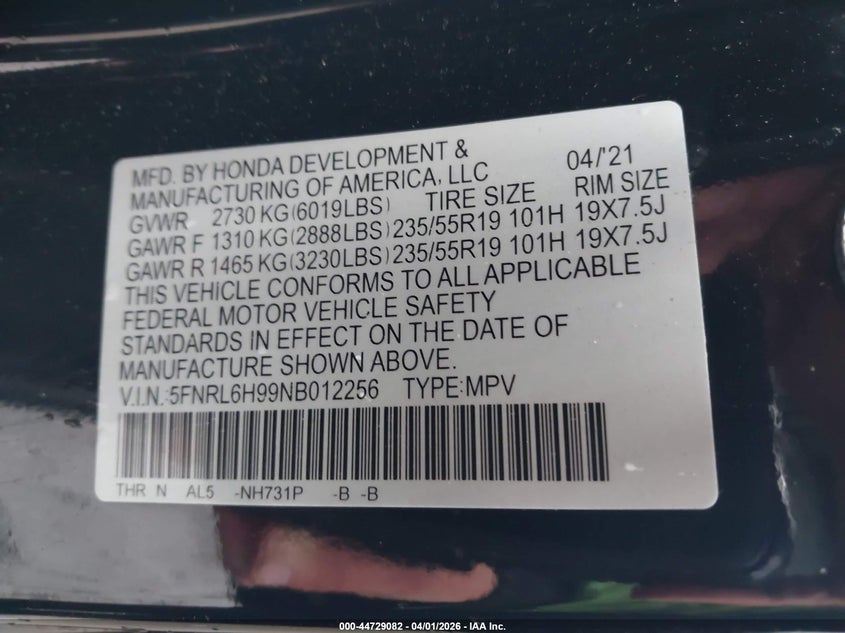 MFD. BY HONDA DEVELOPMENT & 04/'21
MANUFACTURING OF AMERICA, LLC
GVWR 2730 KG(6019LBS) TIRE SIZE RIM SIZE
GAWR F 1310 KG(2888LBS) 235/55R19 101H 19X7.5J
GAWR R 1465 KG(3230LBS) 235/55R19 101H 19X7.5J
THIS VEHICLE CONFORMS TO ALL APPLICABLE
FEDERAL MOTOR VEHICLE SAFETY
STANDARDS IN EFFECT ON THE DATE OF
MANUFACTURE SHOWN ABOVE.
V.I.N.:5FNRL6H99NB012256 TYPE:MPV
THR N AL5 -NH731P -B -B
000-44729082 - 04/01/2026 - IAA Inc.